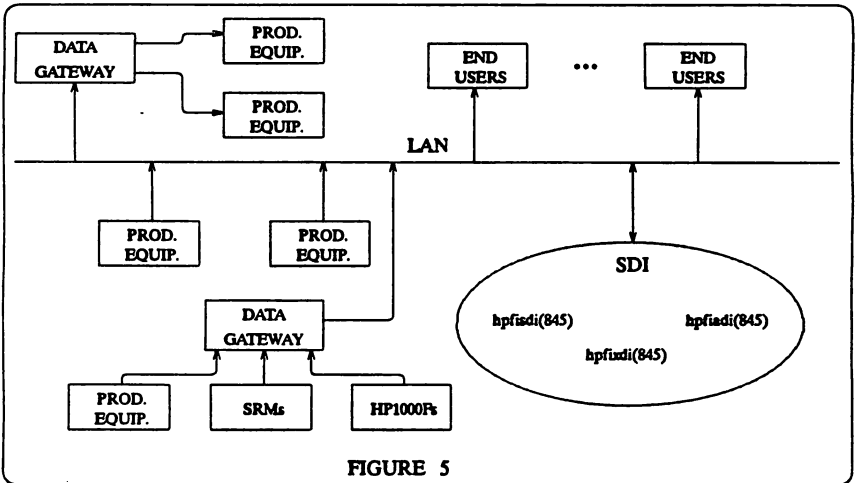 DATA
GATEWAY
PROD.
EQUIP.
PROD.
EQUIP.
END
USERS
...
END
USERS
LAN
PROD.
EQUIP.
PROD.
EQUIP.
SDI
hpfisdi(845)
hpfiadi(845)
hpfixdi(845)
DATA
GATEWAY
PROD.
EQUIP.
SRMs
HP1000Fs
FIGURE 5